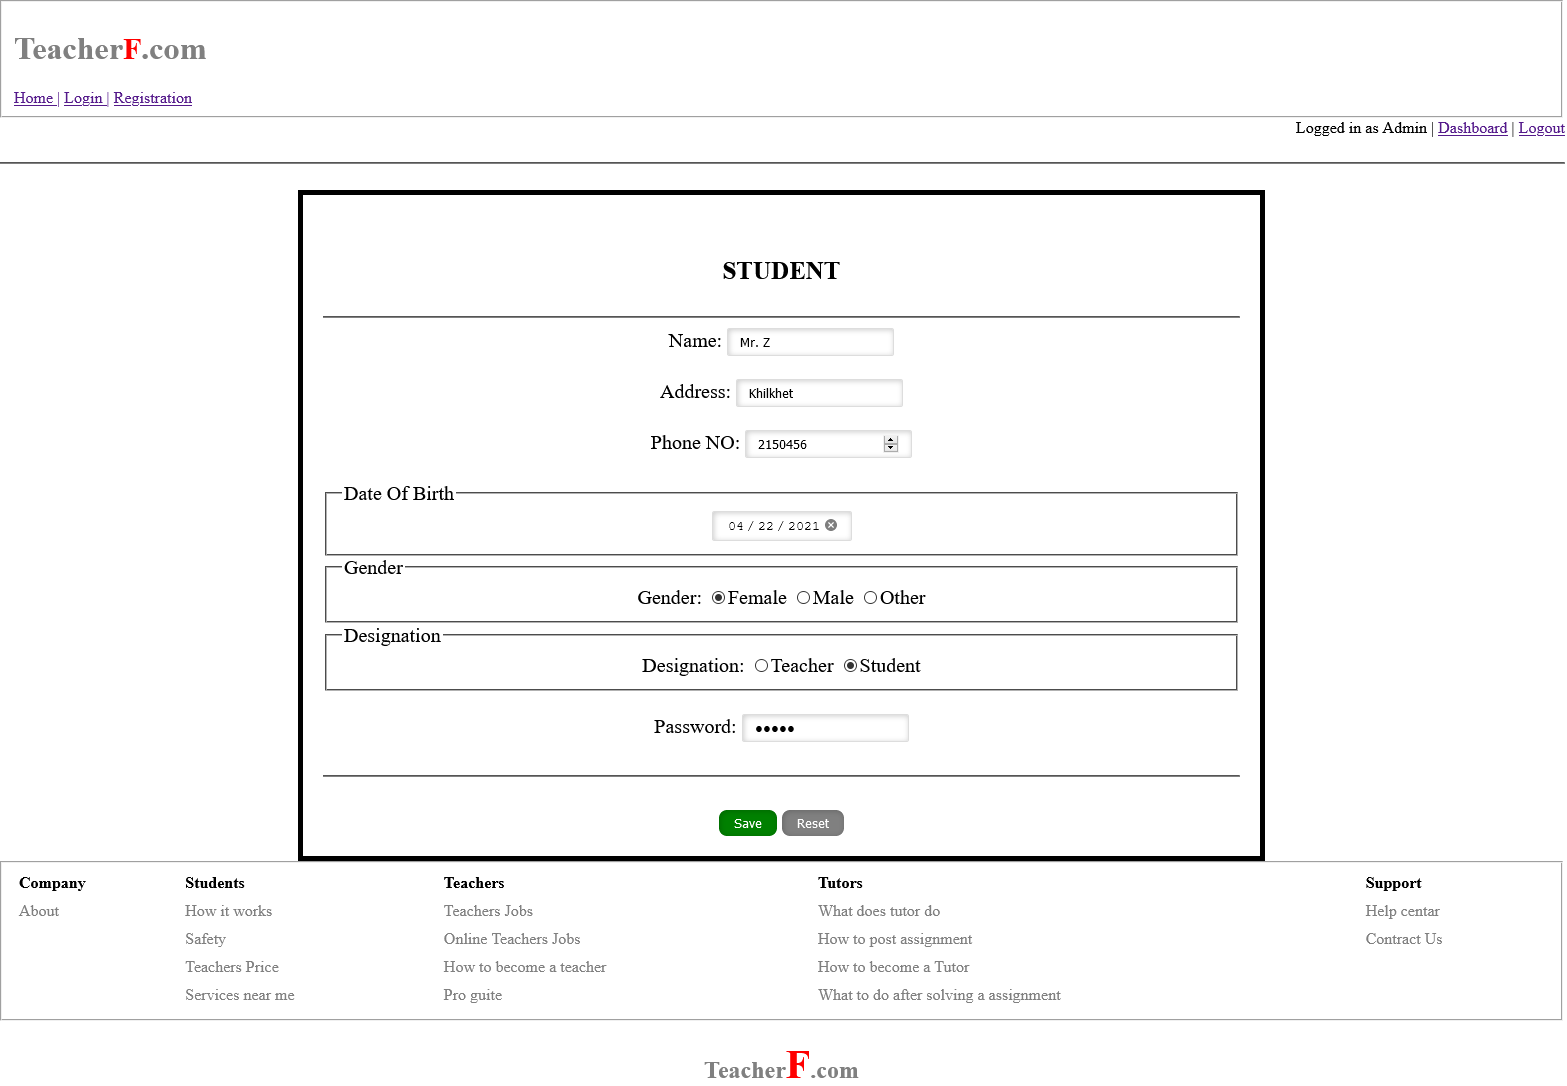 TeacherF.com
Home | Login | Registration
Logged in as Admin | Dashboard | Logout
STUDENT
Name: Mr. Z
Address: Khilkhet
Phone NO: 2150456
Date Of Birth
04 / 22 / 2021
Gender
Gender: Female Male Other
Designation
Designation: Teacher Student
Password: •••••
Save Reset
Company Students Teachers Tutors Support
About How it works Teachers Jobs What does tutor do Help centar
Safety Online Teachers Jobs How to post assignment Contract Us
Teachers Price How to become a teacher How to become a Tutor
Services near me Pro guite What to do after solving a assignment
TeacherF.com